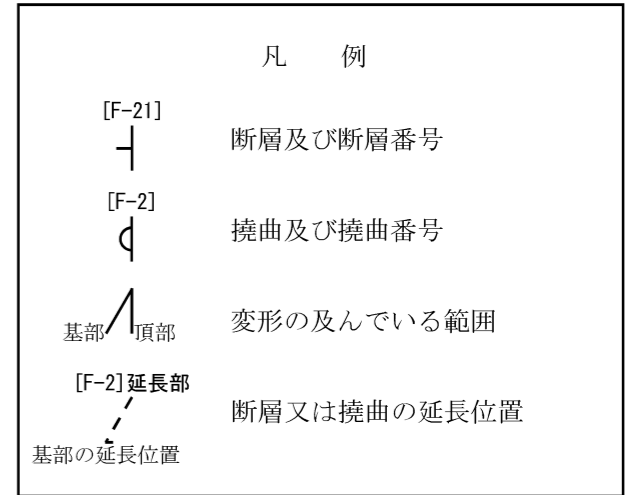 凡 例
[F-21]
断層及び断層番号
[F-2]
撓曲及び撓曲番号
基部 頂部
変形の及んでいる範囲
[F-2]延長部
断層又は撓曲の延長位置
基部の延長位置